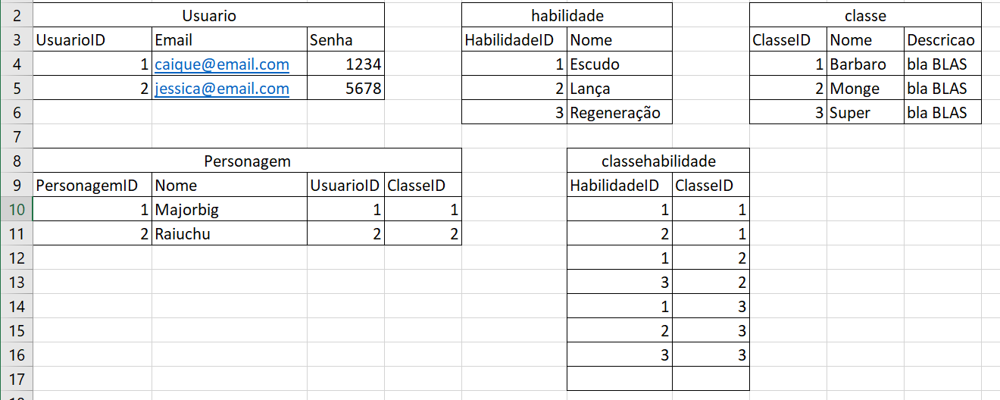 2 Usuario habilidade classe
3 UsuarioID Email Senha HabilidadeID Nome ClasseID Nome Descricao
4 1 caique@email.com 1234 1 Escudo 1 Barbaro bla BLAS
5 2 jessica@email.com 5678 2 Lança 2 Monge bla BLAS
6 3 Regeneração 3 Super bla BLAS
7
8 Personagem classehabilidade
9 PersonagemID Nome UsuarioID ClasseID HabilidadeID ClasseID
10 1 Majorbig 1 1 1 1
11 2 Raiuchu 2 2 2 1
12 1 2
13 3 2
14 1 3
15 2 3
16 3 3
17